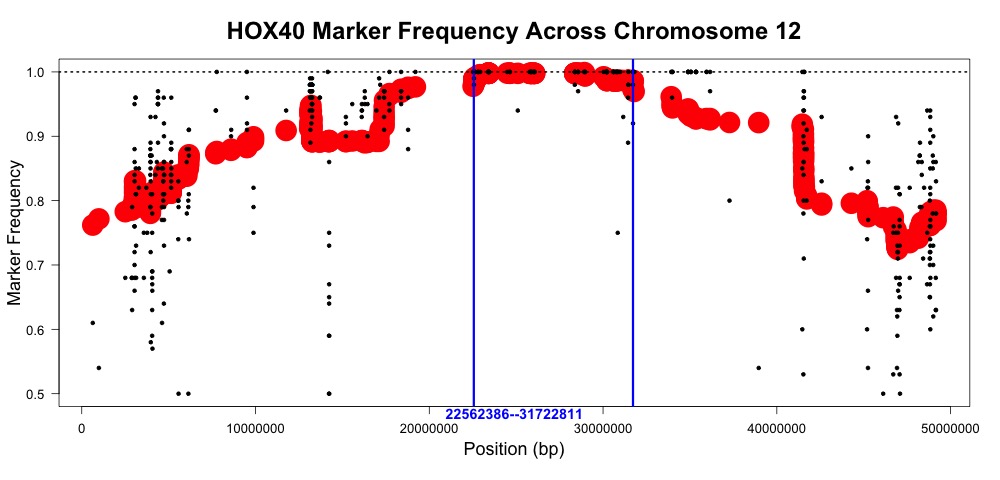 HOX40 Marker Frequency Across Chromosome 12
Marker Frequency
1.0
0.9
0.8
0.7
0.6
0.5
22562386--31722811
0 10000000 20000000 30000000 40000000 50000000
Position (bp)